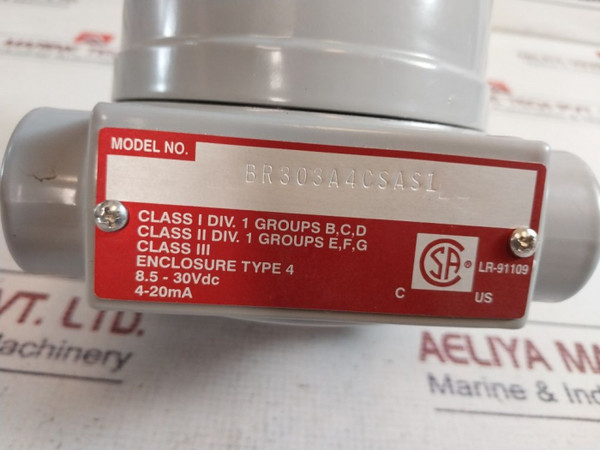 MODEL NO.
BR303A4CSAS1
CLASS I DIV. 1 GROUPS B,C,D
CLASS II DIV. 1 GROUPS E,F,G
CLASS III
ENCLOSURE TYPE 4
8.5 - 30Vdc
4-20mA
CSA
®
LR-91109
C US
VT. LTD.
Machinery
AELIYA MA
Marine & Ind